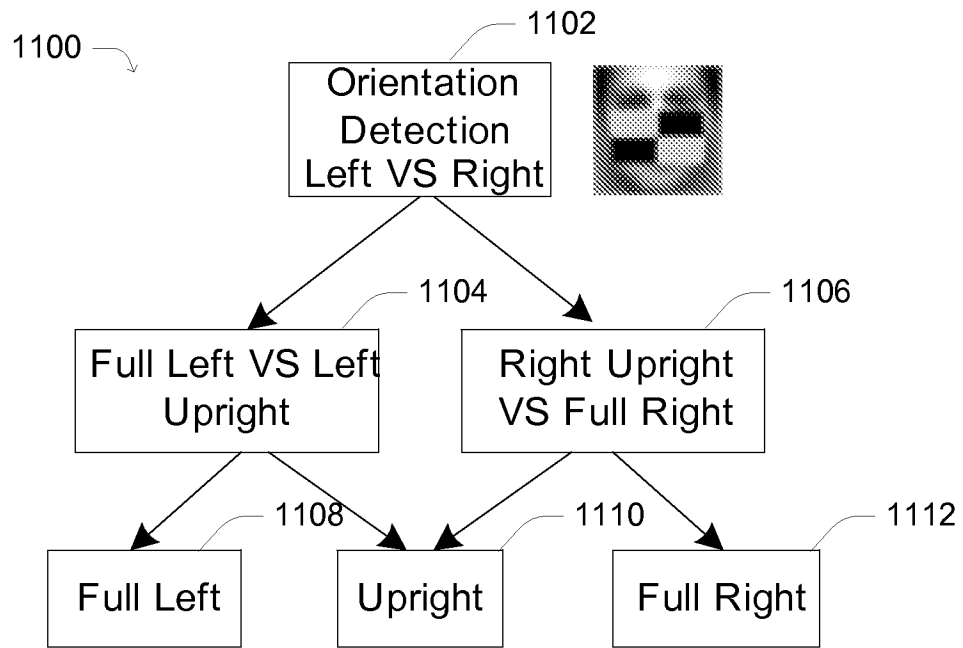 1102
1100
Orientation
Detection
Left VS Right
1104
1106
Full Left VS Left
Upright
Right Upright
VS Full Right
1108
1110
1112
Full Left
Upright
Full Right